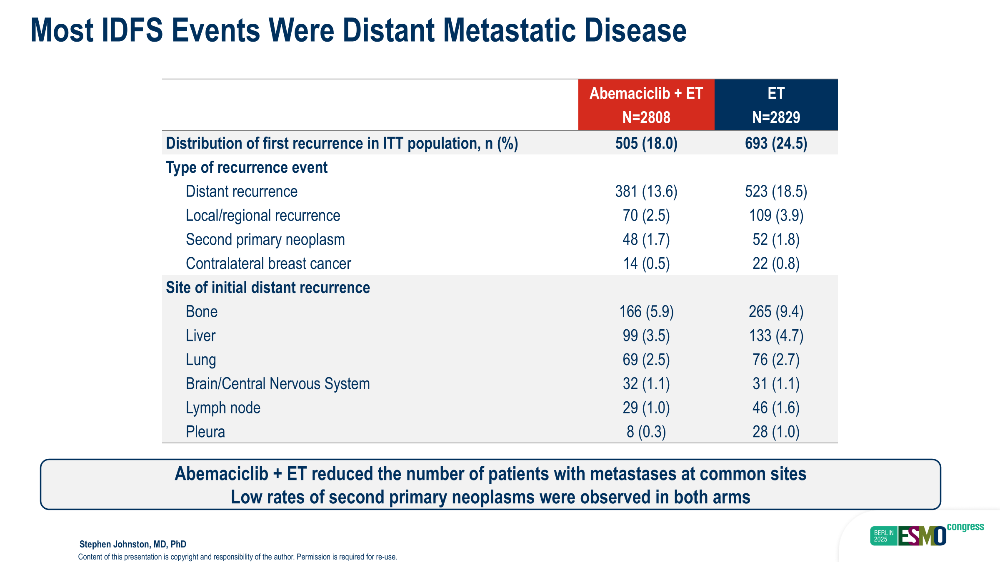 Most IDFS Events Were Distant Metastatic Disease
Abemaciclib + ET ET
N=2808 N=2829
Distribution of first recurrence in ITT population, n (%) 505 (18.0) 693 (24.5)
Type of recurrence event
Distant recurrence 381 (13.6) 523 (18.5)
Local/regional recurrence 70 (2.5) 109 (3.9)
Second primary neoplasm 48 (1.7) 52 (1.8)
Contralateral breast cancer 14 (0.5) 22 (0.8)
Site of initial distant recurrence
Bone 166 (5.9) 265 (9.4)
Liver 99 (3.5) 133 (4.7)
Lung 69 (2.5) 76 (2.7)
Brain/Central Nervous System 32 (1.1) 31 (1.1)
Lymph node 29 (1.0) 46 (1.6)
Pleura 8 (0.3) 28 (1.0)
Abemaciclib + ET reduced the number of patients with metastases at common sites
Low rates of second primary neoplasms were observed in both arms
Stephen Johnston, MD, PhD
Content of this presentation is copyright and responsibility of the author. Permission is required for re-use.
BERLIN
2025
ESMO congress